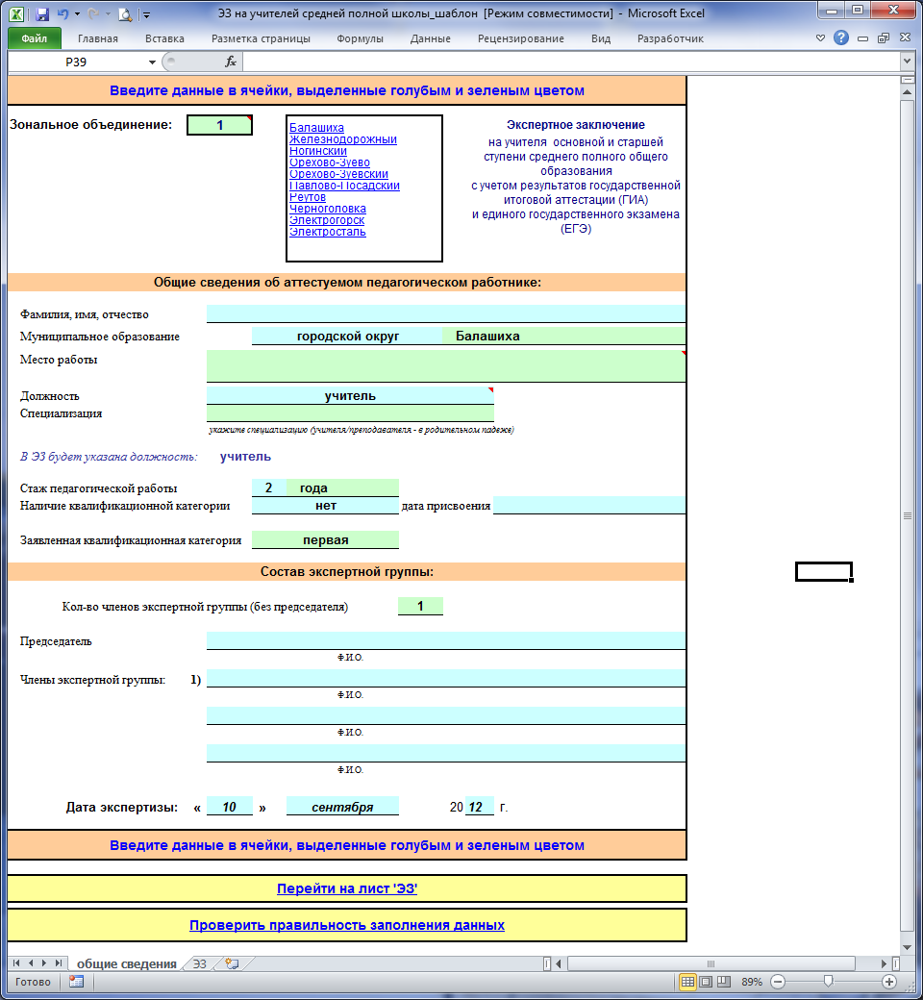 ЭЗ на учителей средней полной школы_шаблон [Режим совместимости] - Microsoft Excel
Файл Главная Вставка Разметка страницы Формулы Данные Рецензирование Вид Разработчик
P39 fx
Введите данные в ячейки, выделенные голубым и зеленым цветом
Зональное объединение: 1
Балашиха
Железнодорожный
Ногинский
Орехово-Зуево
Орехово-Зуевский
Павлово-Посадский
Реутов
Черноголовка
Электрогорск
Электросталь
Экспертное заключение
на учителя основной и старшей
ступени среднего полного общего
образования
с учетом результатов государственной
итоговой аттестации (ГИА)
и единого государственного экзамена
(ЕГЭ)
Общие сведения об аттестуемом педагогическом работнике:
Фамилия, имя, отчество
Муниципальное образование городской округ Балашиха
Место работы
Должность учитель
Специализация
укажите специализацию (учителя/преподавателя - в родительном падеже)
В ЭЗ будет указана должность: учитель
Стаж педагогической работы 2 года
Наличие квалификационной категории нет дата присвоения
Заявленная квалификационная категория первая
Состав экспертной группы:
Кол-во членов экспертной группы (без председателя) 1
Председатель
Ф.И.О.
Члены экспертной группы: 1)
Ф.И.О.
Ф.И.О.
Ф.И.О.
Дата экспертизы: « 10 » сентября 20 12 г.
Введите данные в ячейки, выделенные голубым и зеленым цветом
Перейти на лист 'ЭЗ'
Проверить правильность заполнения данных
общие сведения ЭЗ
Готово 89%